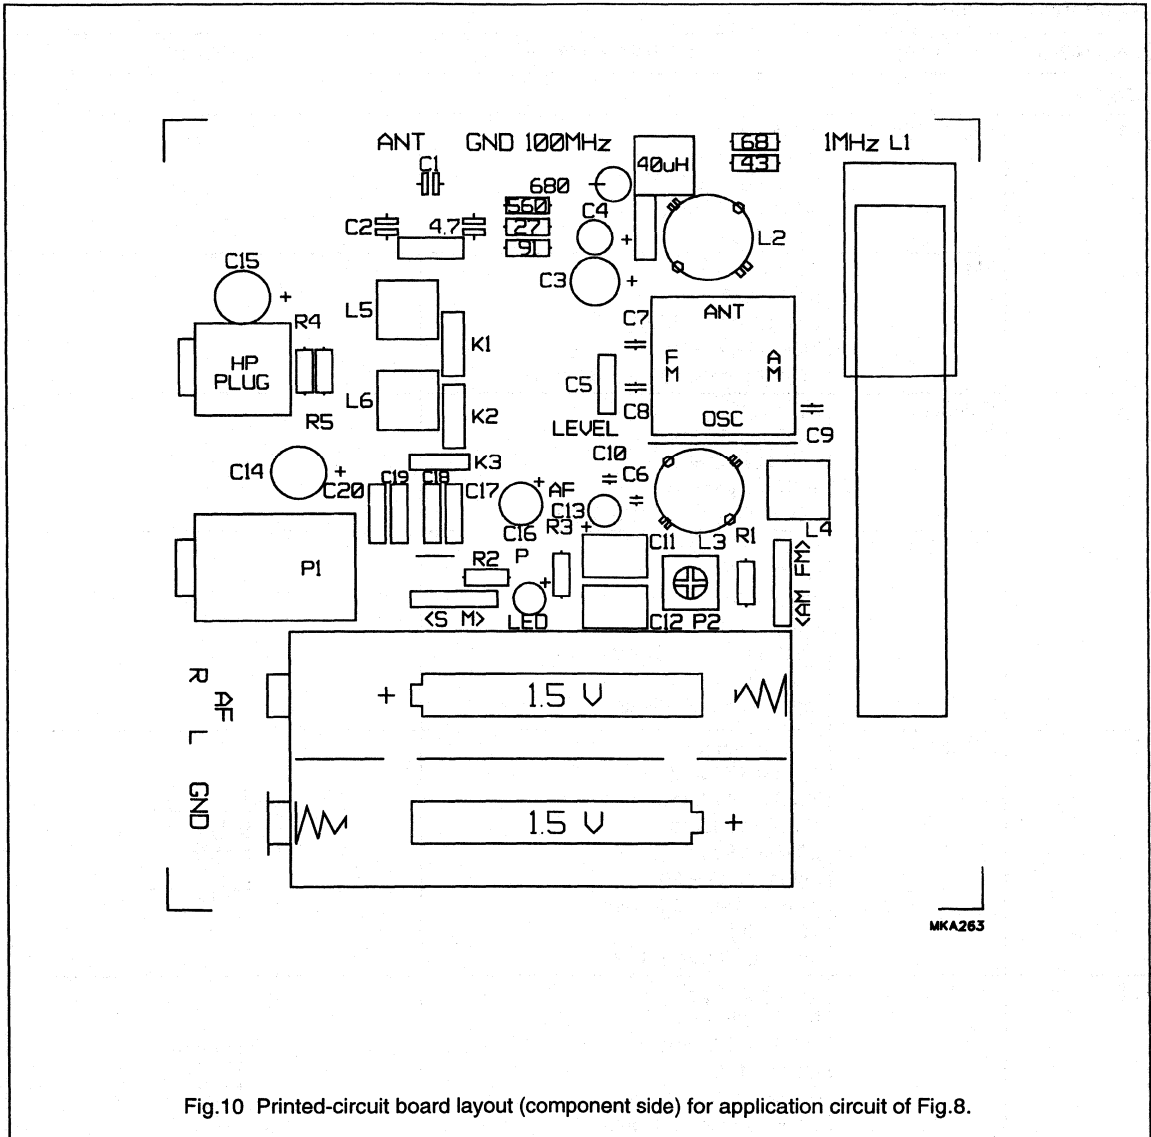 ANT GND 100MHz 40uH 68 1MHz L1
43
C1
680
560
C4
C2 4.7 27
91
L2
C15
C3
L5
R4
C7
ANT
K1
HP
PLUG
FM
AM
C5
L6
R5
K2
C8
OSC
LEVEL
C9
K3
C10
C14
C20 C19 C18 C17
AF
C6
C13
C16
R3
C11 L3 R1 L4
P1
R2 P
<AM FM>
<S M>
LED
C12 P2
R
AF
L
GND
+ 1.5 V
1.5 V +
MKA263
Fig.10 Printed-circuit board layout (component side) for application circuit of Fig.8.